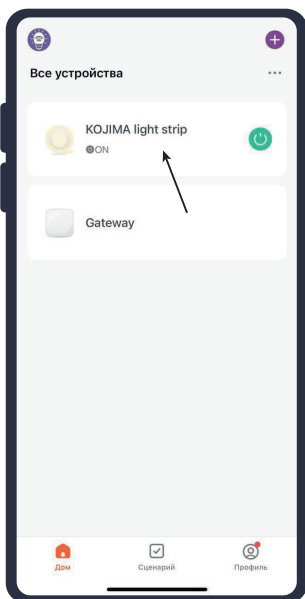 Все устройства
KOJIMA light strip
ON
Gateway
Дом
Сценарий
Профиль